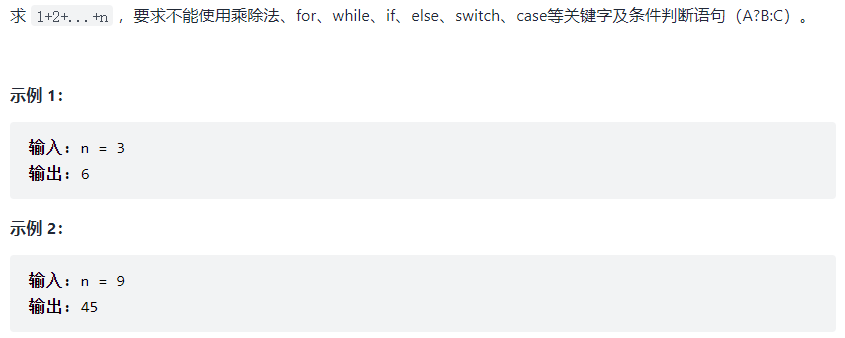 求 1+2+...+n ，要求不能使用乘除法、for、while、if、else、switch、case等关键字及条件判断语句（A?B:C）。
示例 1：
输入：n = 3
输出：6
示例 2：
输入：n = 9
输出：45